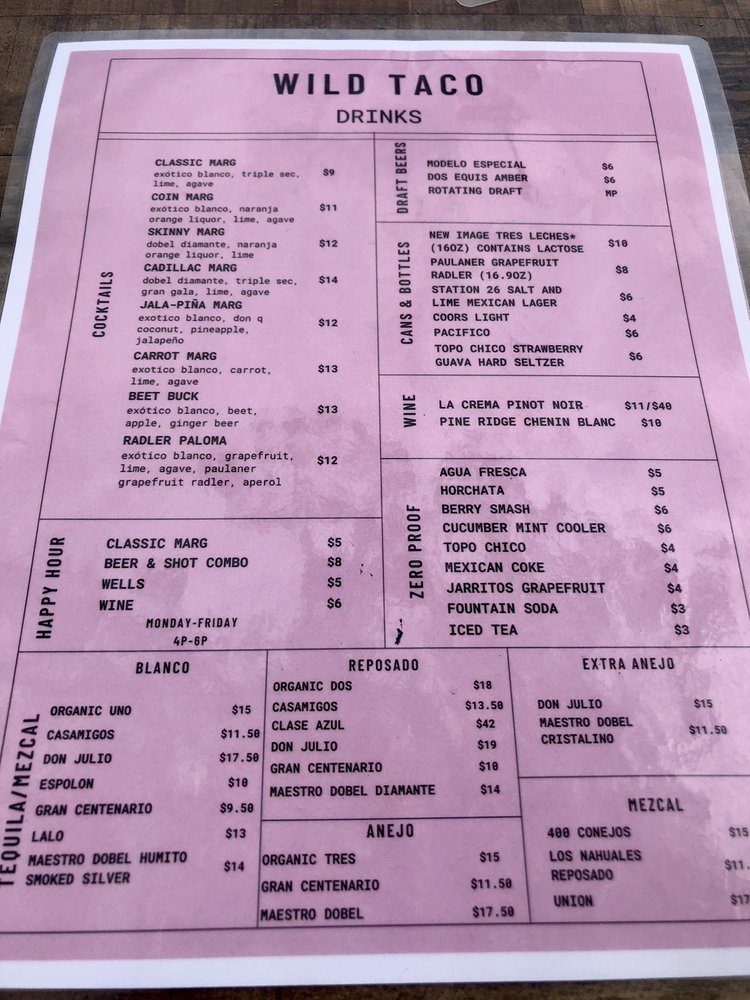 WILD TACO
DRINKS
COCKTAILS
CLASSIC MARG
exótico blanco, triple sec, $9
lime, agave
COIN MARG
exótico blanco, naranja $11
orange liquor, lime, agave
SKINNY MARG
dobel diamante, naranja $12
orange liquor, lime
CADILLAC MARG
dobel diamante, triple sec, $14
gran gala, lime, agave
JALA-PIÑA MARG
exotico blanco, don q $12
coconut, pineapple,
jalapeño
CARROT MARG
exotico blanco, carrot, $13
lime, agave
BEET BUCK
exótico blanco, beet, $13
apple, ginger beer
RADLER PALOMA
exótico blanco, grapefruit, $12
lime, agave, paulaner
grapefruit radler, aperol
HAPPY HOUR
CLASSIC MARG $5
BEER & SHOT COMBO $8
WELLS $5
WINE $6
MONDAY-FRIDAY
4P-6P
DRAFT BEERS
MODELO ESPECIAL $6
DOS EQUIS AMBER $6
ROTATING DRAFT MP
CANS & BOTTLES
NEW IMAGE TRES LECHES* $10
(16OZ) CONTAINS LACTOSE
PAULANER GRAPEFRUIT $8
RADLER (16.9OZ)
STATION 26 SALT AND $6
LIME MEXICAN LAGER
COORS LIGHT $4
PACIFICO $6
TOPO CHICO STRAWBERRY $6
GUAVA HARD SELTZER
WINE
LA CREMA PINOT NOIR $11/$40
PINE RIDGE CHENIN BLANC $10
ZERO PROOF
AGUA FRESCA $5
HORCHATA $5
BERRY SMASH $6
CUCUMBER MINT COOLER $6
TOPO CHICO $4
MEXICAN COKE $4
JARRITOS GRAPEFRUIT $4
FOUNTAIN SODA $3
ICED TEA $3
TEQUILA/MEZCAL
BLANCO
ORGANIC UNO $15
CASAMIGOS $11.50
DON JULIO $17.50
ESPOLON $10
GRAN CENTENARIO $9.50
LALO $13
MAESTRO DOBEL HUMITO $14
SMOKED SILVER
REPOSADO
ORGANIC DOS $18
CASAMIGOS $13.50
CLASE AZUL $42
DON JULIO $19
GRAN CENTENARIO $10
MAESTRO DOBEL DIAMANTE $14
ANEJO
ORGANIC TRES $15
GRAN CENTENARIO $11.50
MAESTRO DOBEL $17.50
EXTRA ANEJO
DON JULIO $15
MAESTRO DOBEL $11.50
CRISTALINO
MEZCAL
400 CONEJOS $15
LOS NAHUALES $11.
REPOSADO
UNION $17